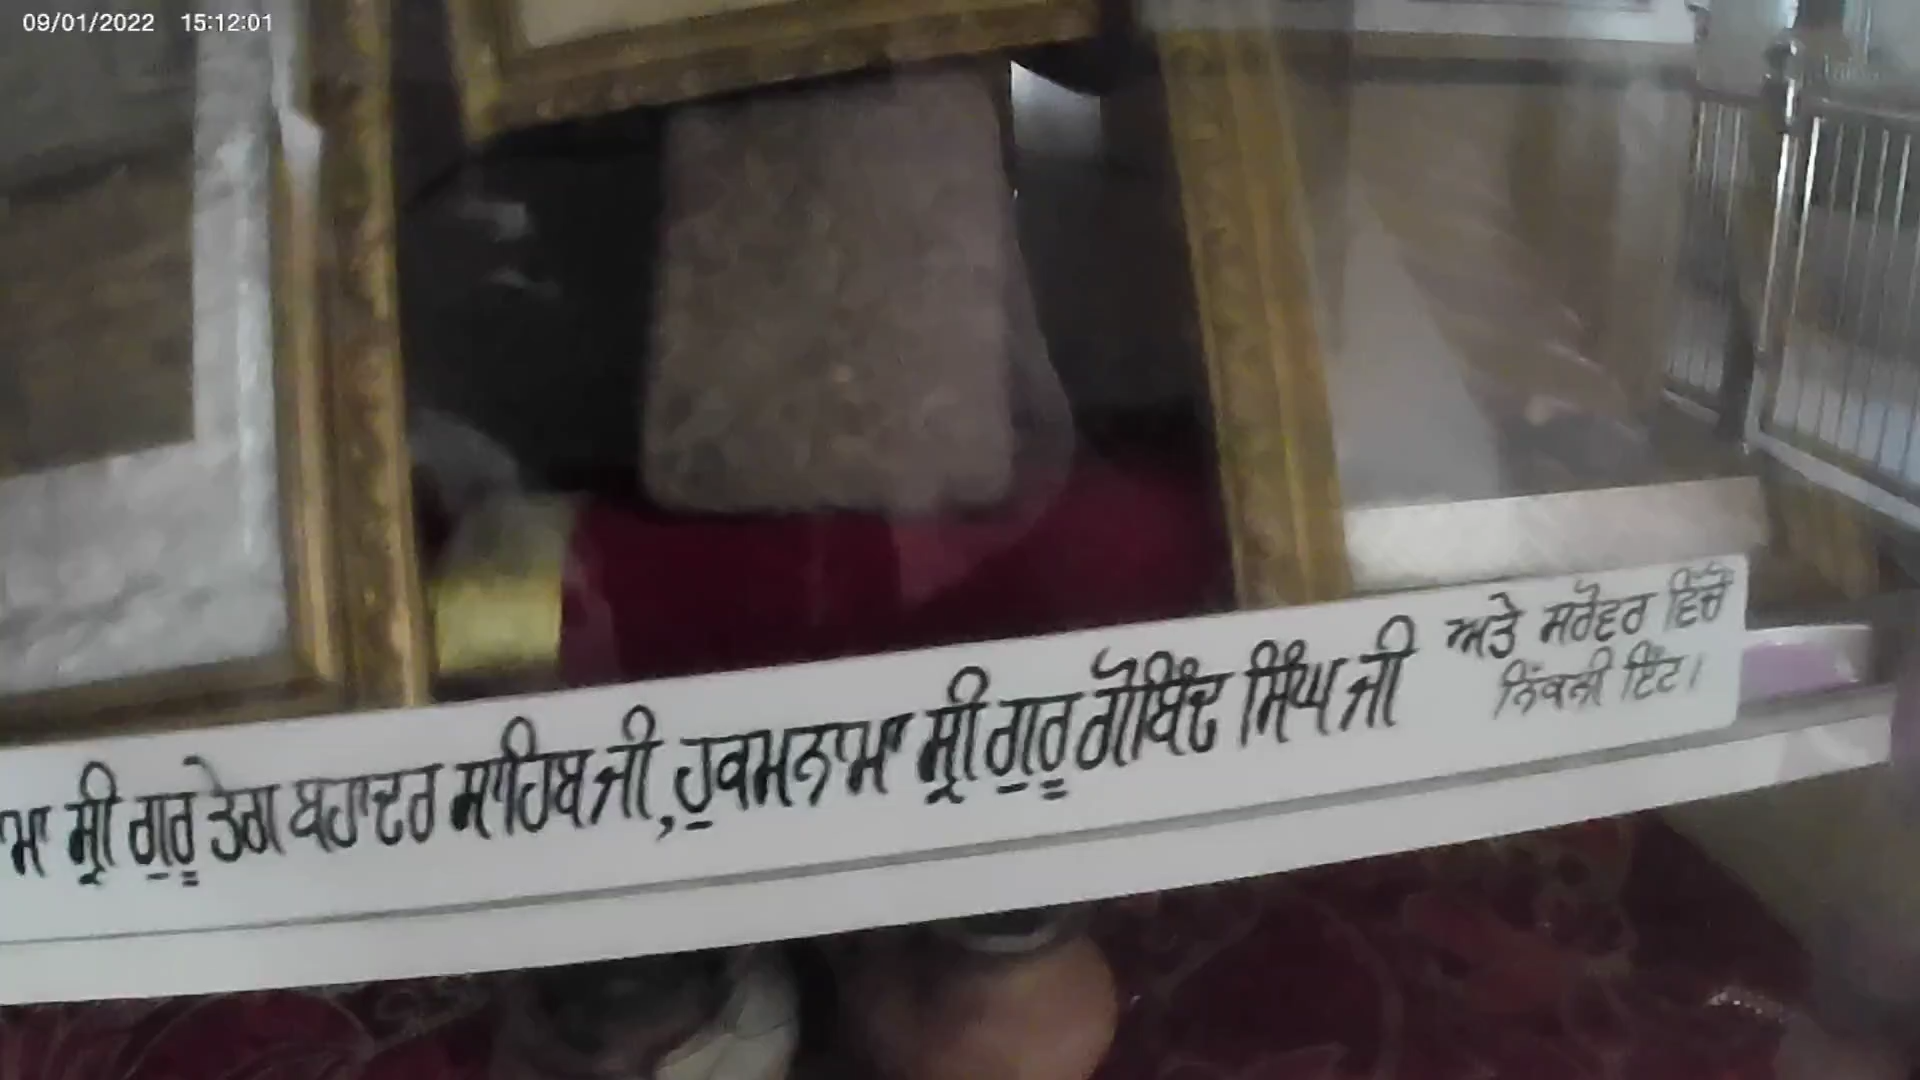 09/01/2022 15:12:01
ਮਾ ਸ੍ਰੀ ਗੁਰੂ ਤੇਗ ਬਹਾਦਰ ਸਾਹਿਬ ਜੀ, ਹੁਕਮਨਾਮਾ ਸ੍ਰੀ ਗੁਰੂ ਗੋਬਿੰਦ ਸਿੰਘ ਜੀ ਅਤੇ ਸਰੋਵਰ ਵਿੱਚੋਂ
ਨਿੱਕਲੀ ਇੱਟ।